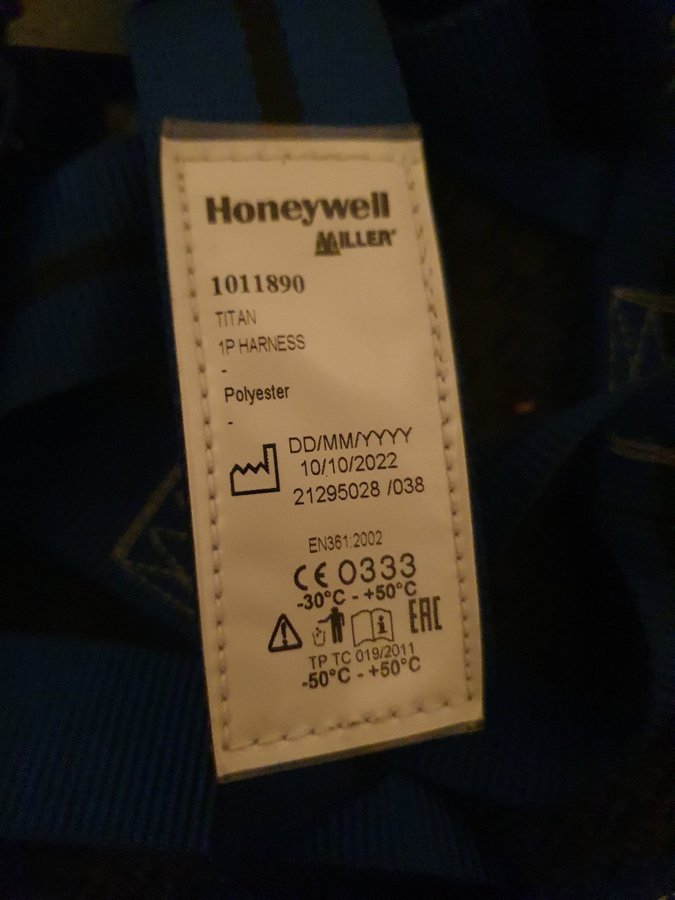 Honeywell
MILLER®
1011890
TITAN
1P HARNESS
-
Polyester
-
DD/MM/YYYY
10/10/2022
21295028 /038
EN361:2002
CE 0333
-30°C - +50°C
EAC
TP TC 019/2011
-50°C - +50°C